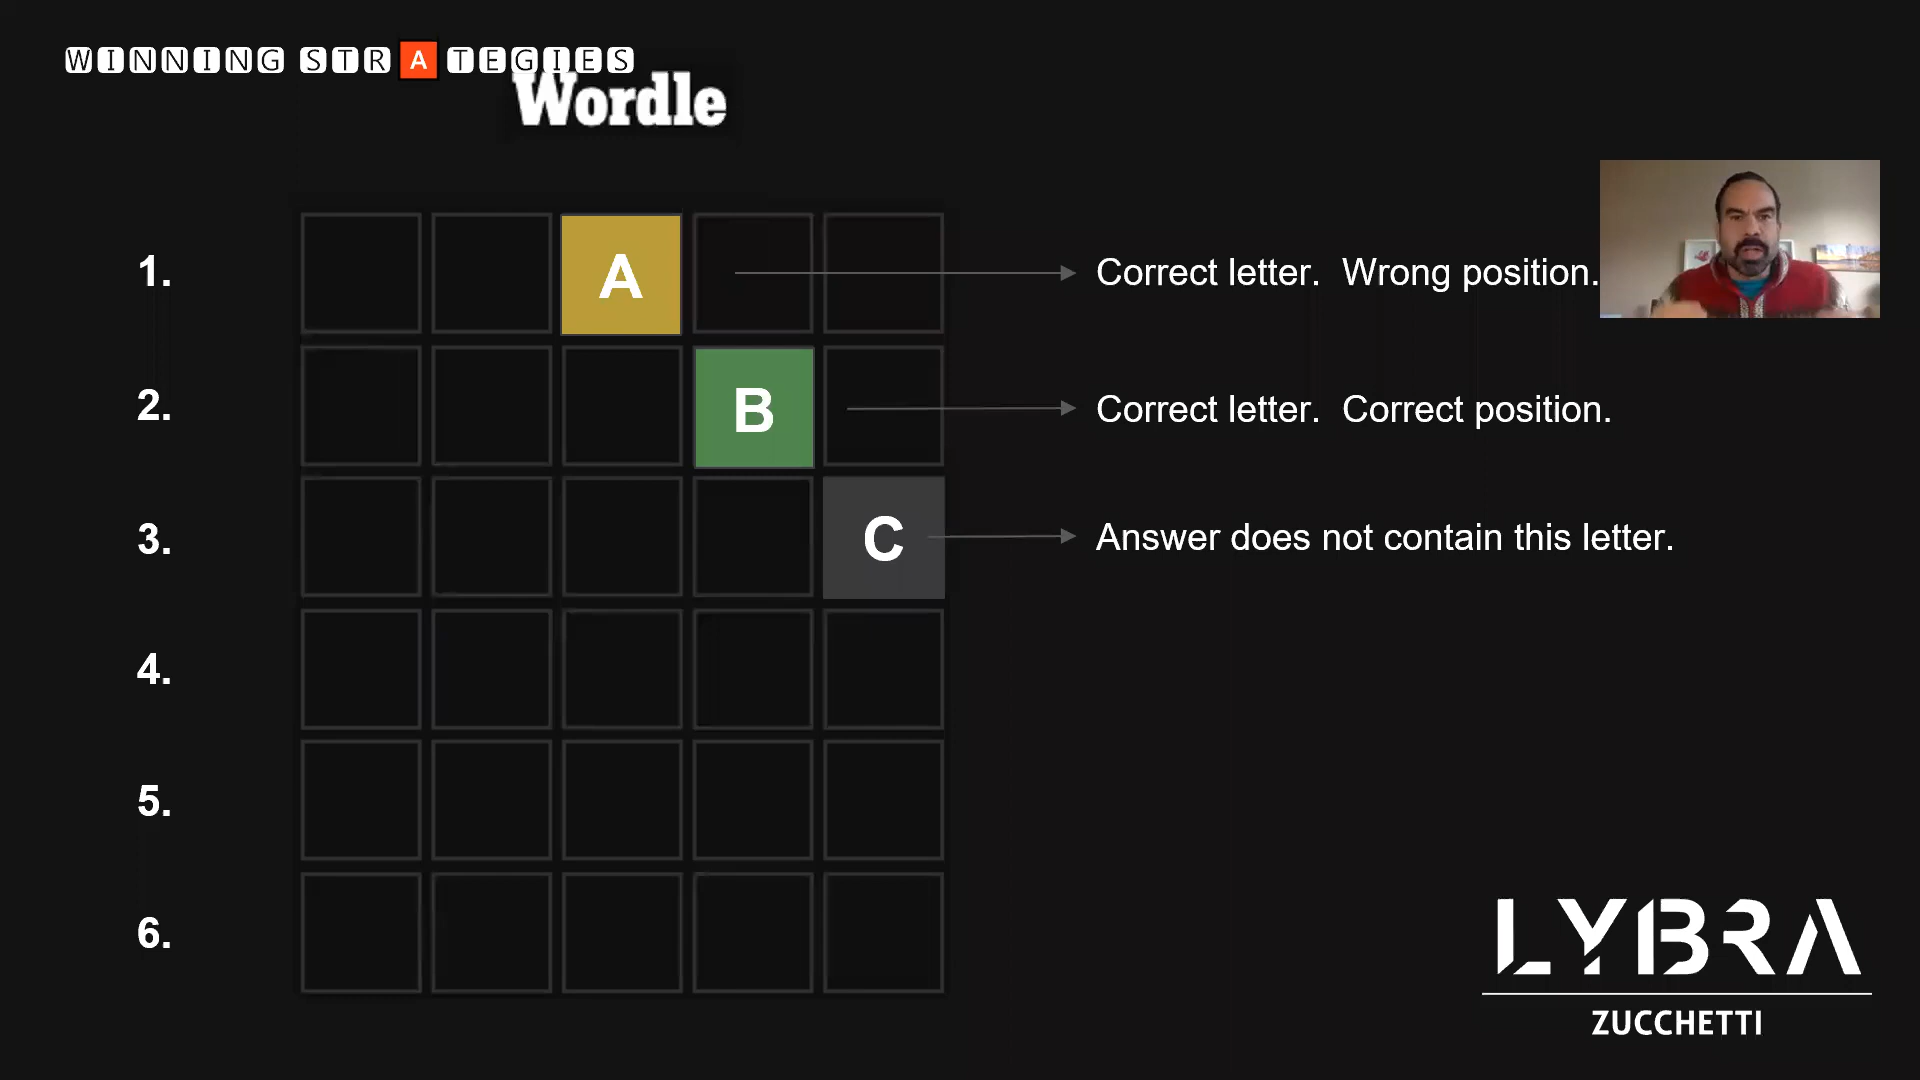 WINNING STRATEGIES
Wordle
1.
A
Correct letter.  Wrong position.
2.
B
Correct letter.  Correct position.
3.
C
Answer does not contain this letter.
4.
5.
6.
LYBRA
ZUCCHETTI